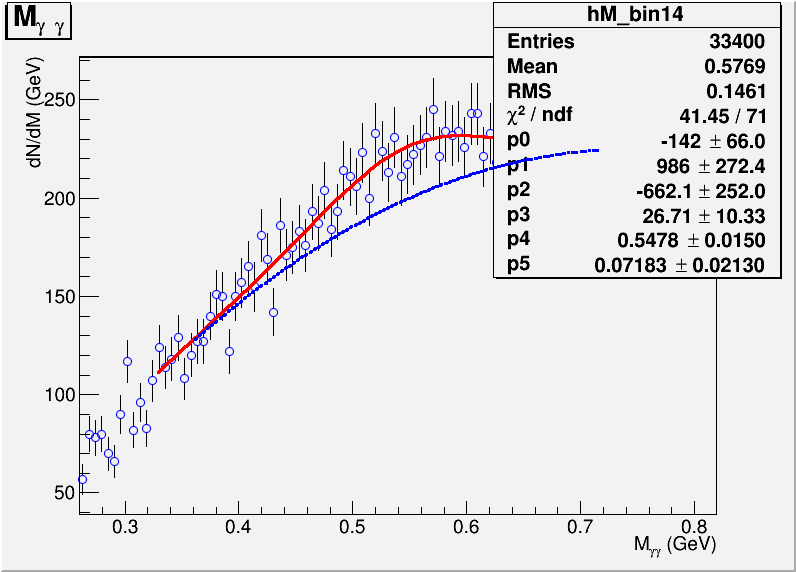 M γ γ
hM_bin14
Entries 33400
Mean 0.5769
RMS 0.1461
χ² / ndf 41.45 / 71
p0 -142 ± 66.0
p1 986 ± 272.4
p2 -662.1 ± 252.0
p3 26.71 ± 10.33
p4 0.5478 ± 0.0150
p5 0.07183 ± 0.02130
dN/dM (GeV)
250
200
150
100
50
0.3 0.4 0.5 0.6 0.7 0.8
Mγγ (GeV)